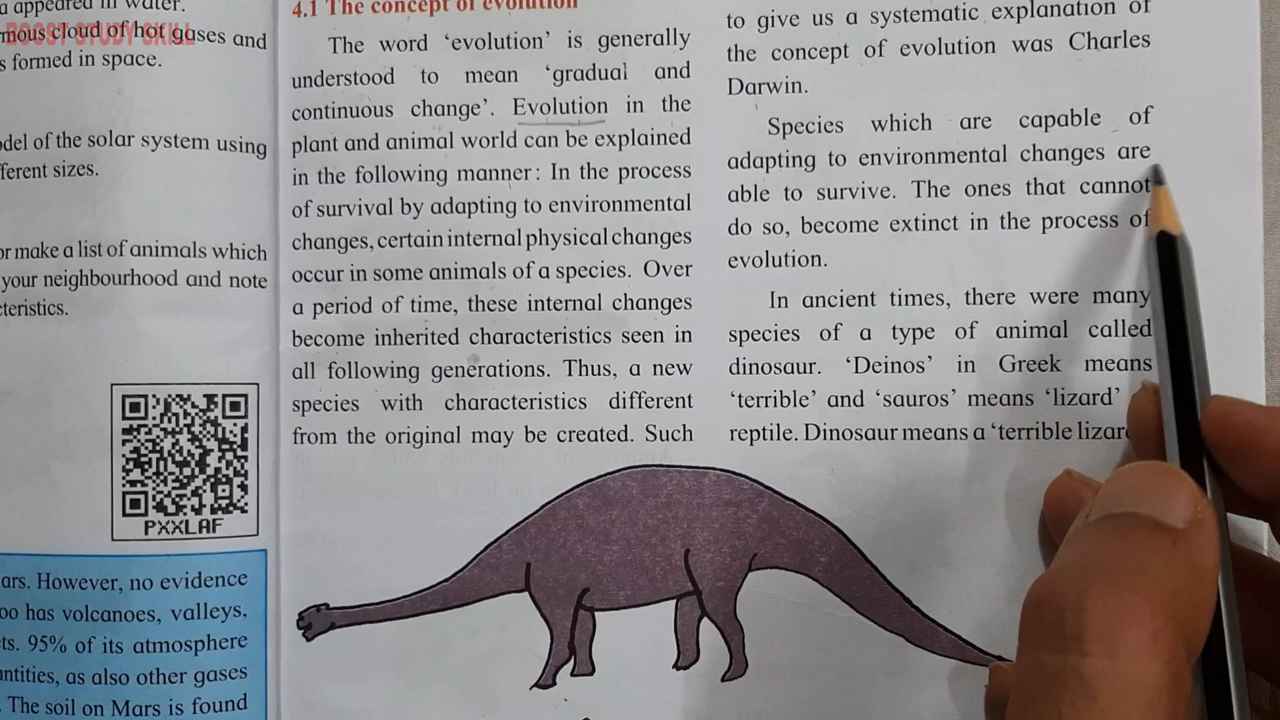 a appeared in water.
BOOST STUDY SKILL
mous cloud of hot gases and
s formed in space.
odel of the solar system using
ferent sizes.
or make a list of animals which
your neighbourhood and note
cteristics.
PXXLAF
ars. However, no evidence
oo has volcanoes, valleys,
ts. 95% of its atmosphere
antities, as also other gases
. The soil on Mars is found
4.1 The concept of evolution
The word ‘evolution’ is generally
understood to mean ‘gradual and
continuous change’. Evolution in the
plant and animal world can be explained
in the following manner: In the process
of survival by adapting to environmental
changes, certain internal physical changes
occur in some animals of a species. Over
a period of time, these internal changes
become inherited characteristics seen in
all following generations. Thus, a new
species with characteristics different
from the original may be created. Such
to give us a systematic explanation of
the concept of evolution was Charles
Darwin.
Species which are capable of
adapting to environmental changes are
able to survive. The ones that cannot
do so, become extinct in the process of
evolution.
In ancient times, there were many
species of a type of animal called
dinosaur. ‘Deinos’ in Greek means
‘terrible’ and ‘sauros’ means ‘lizard’
reptile. Dinosaur means a ‘terrible lizar